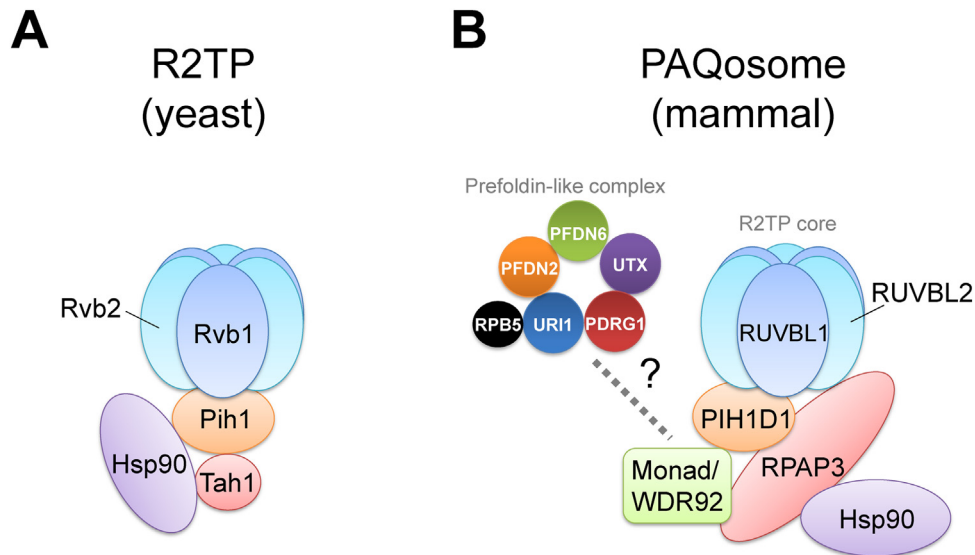 A
R2TP
(yeast)
Rvb2
Rvb1
Pih1
Hsp90
Tah1
B
PAQosome
(mammal)
Prefoldin-like complex
PFDN6
PFDN2
UTX
RPB5
URI1
PDRG1
?
R2TP core
RUVBL2
RUVBL1
PIH1D1
RPAP3
Monad/
WDR92
Hsp90